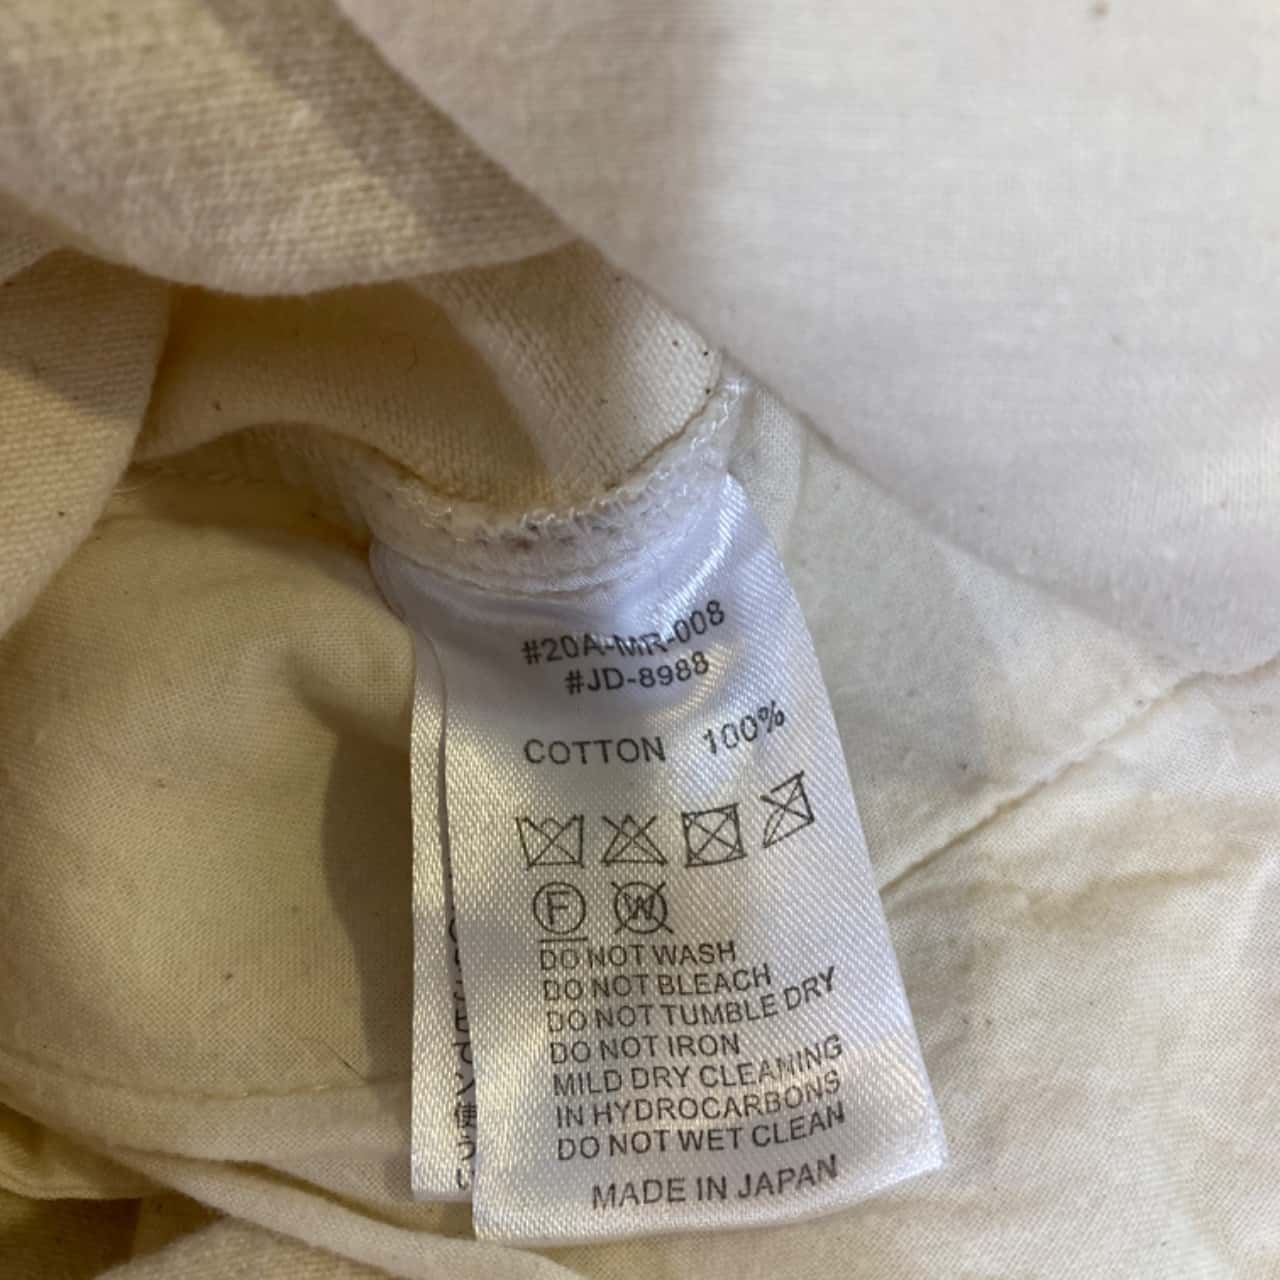 #20A-MR-008
#JD-8988
COTTON 100%
F W
DO NOT WASH
DO NOT BLEACH
DO NOT TUMBLE DRY
DO NOT IRON
MILD DRY CLEANING
IN HYDROCARBONS
DO NOT WET CLEAN
MADE IN JAPAN